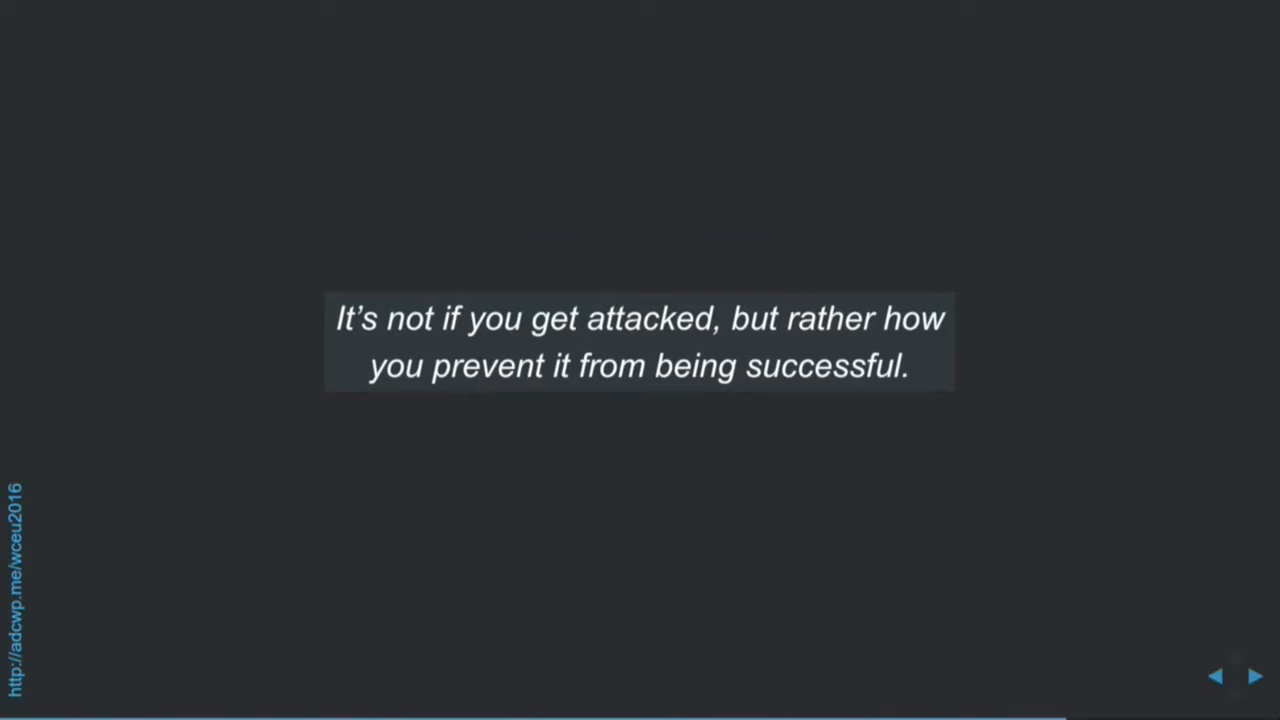 It’s not if you get attacked, but rather how
you prevent it from being successful.
http://adcwp.me/wceu2016